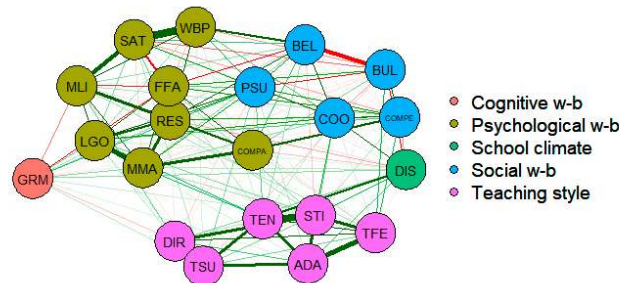 WBP
SAT
BEL
BUL
MLI
FFA
PSU
RES
COO
COMPE
LGO
COMPA
MMA
DIS
GRM
TEN
STI
TFE
DIR
TSU
ADA
Cognitive w-b
Psychological w-b
School climate
Social w-b
Teaching style